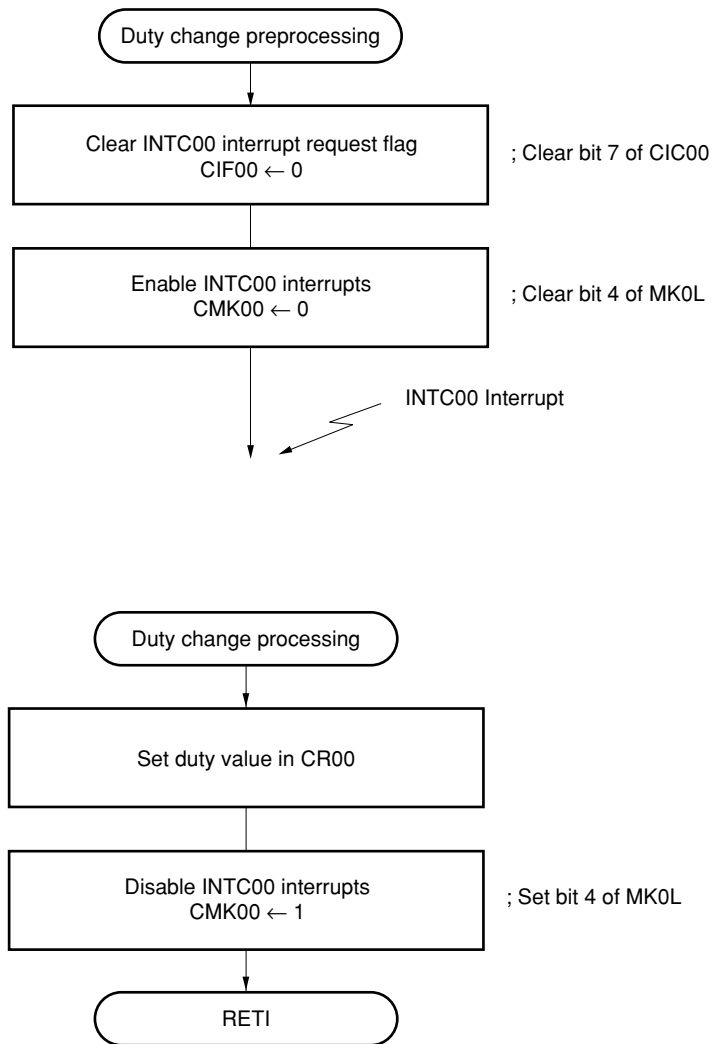 Duty change preprocessing
Clear INTC00 interrupt request flag
CIF00 ← 0
; Clear bit 7 of CIC00
Enable INTC00 interrupts
CMK00 ← 0
; Clear bit 4 of MK0L
INTC00 Interrupt
Duty change processing
Set duty value in CR00
Disable INTC00 interrupts
CMK00 ← 1
; Set bit 4 of MK0L
RETI